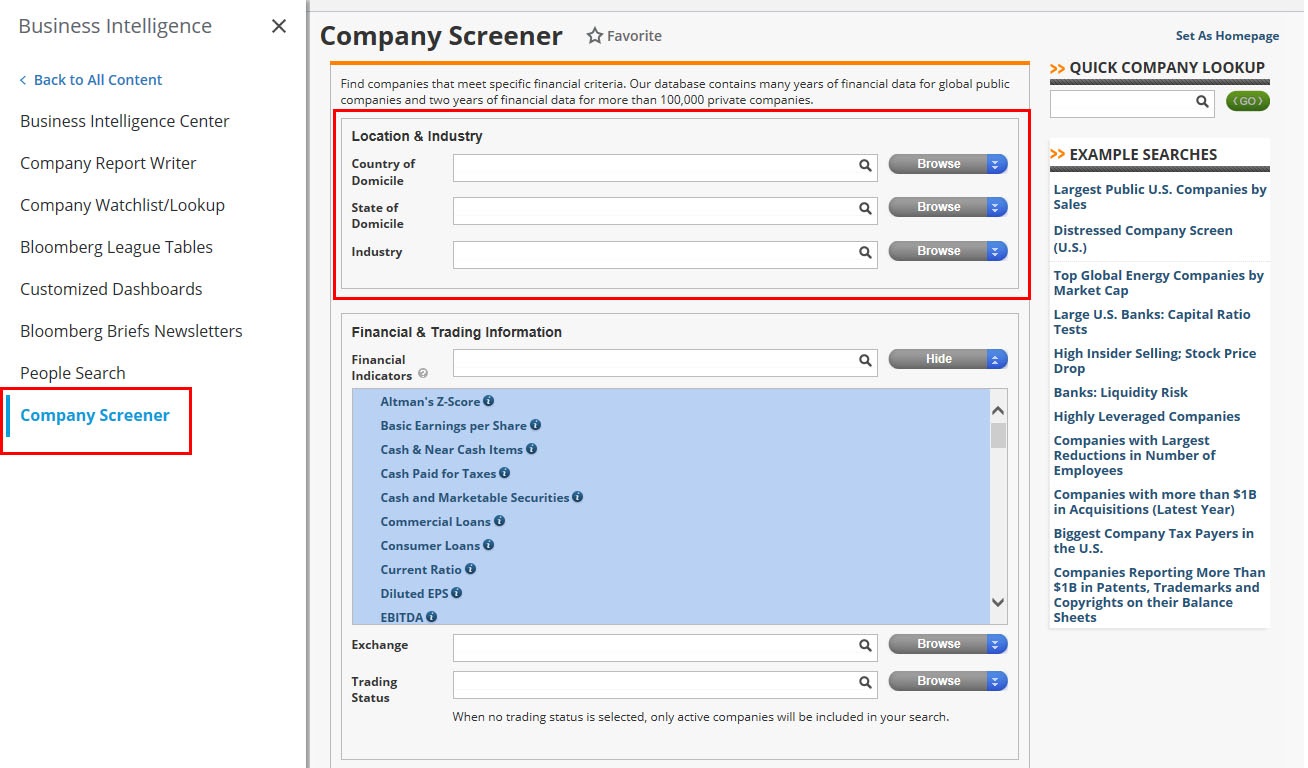 Business Intelligence
Back to All Content
Business Intelligence Center
Company Report Writer
Company Watchlist/Lookup
Bloomberg League Tables
Customized Dashboards
Bloomberg Briefs Newsletters
People Search
Company Screener
Company Screener
Favorite
Set As Homepage
Find companies that meet specific financial criteria. Our database contains many years of financial data for global public
companies and two years of financial data for more than 100,000 private companies.
Location & Industry
Country of
Domicile
Browse
State of
Domicile
Browse
Industry
Browse
Financial & Trading Information
Financial
Indicators ?
Hide
Altman's Z-Score i
Basic Earnings per Share i
Cash & Near Cash Items i
Cash Paid for Taxes i
Cash and Marketable Securities i
Commercial Loans i
Consumer Loans i
Current Ratio i
Diluted EPS i
EBITDA i
Exchange
Browse
Trading
Status
Browse
When no trading status is selected, only active companies will be included in your search.
>> QUICK COMPANY LOOKUP
GO
>> EXAMPLE SEARCHES
Largest Public U.S. Companies by
Sales
Distressed Company Screen
(U.S.)
Top Global Energy Companies by
Market Cap
Large U.S. Banks: Capital Ratio
Tests
High Insider Selling; Stock Price
Drop
Banks: Liquidity Risk
Highly Leveraged Companies
Companies with Largest
Reductions in Number of
Employees
Companies with more than $1B
in Acquisitions (Latest Year)
Biggest Company Tax Payers in
the U.S.
Companies Reporting More Than
$1B in Patents, Trademarks and
Copyrights on their Balance
Sheets